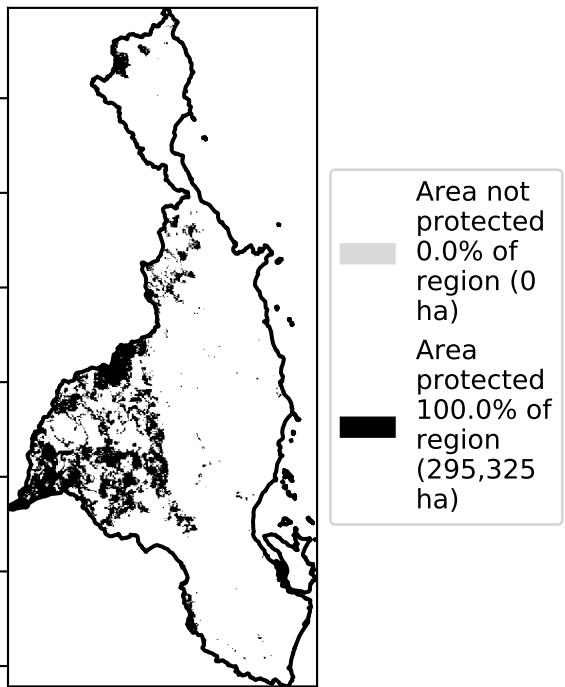 Area not
protected
0.0% of
region (0
ha)
Area
protected
100.0% of
region
(295,325
ha)